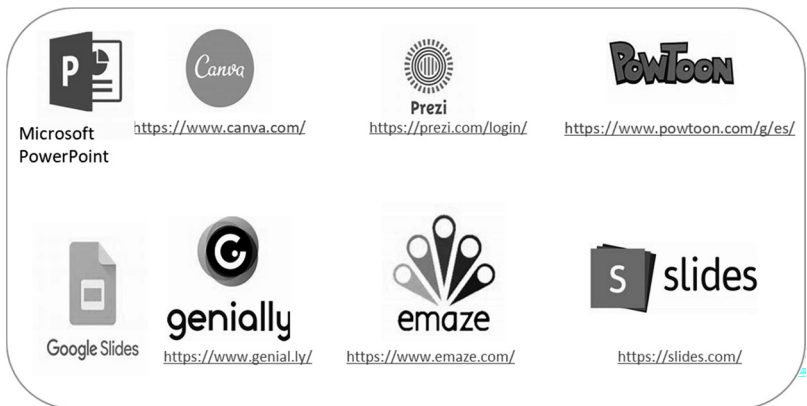 P
Canva
Prezi
POWTOON
Microsoft
PowerPoint
https://www.canva.com/
https://prezi.com/login/
https://www.powtoon.com/g/es/
Google Slides
genially
https://www.genial.ly/
emaze
https://www.emaze.com/
S
slides
https://slides.com/